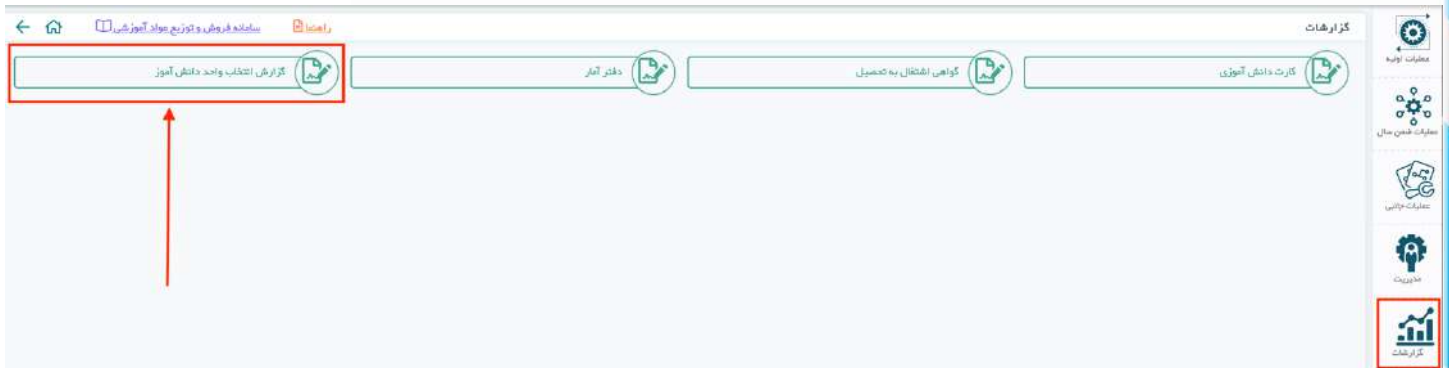 گزارشات
راهنما
سامانه فروش و توزیع مواد آموزشی
کارت دانش آموزی
گواهی اشتغال به تحصیل
دفتر آمار
گزارش انتخاب واحد دانش آموز
عملیات اولیه
عملیات ضمن سال
عملیات جانبی
مدیریت
گزارشات